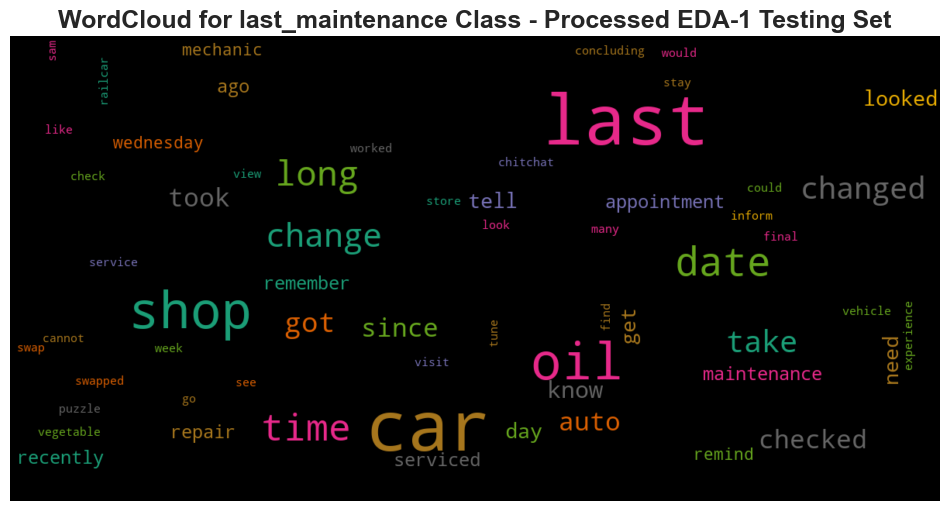 WordCloud for last_maintenance Class - Processed EDA-1 Testing Set
sam
mechanic
concluding
would
railcar
ago
stay
last
looked
like
wednesday
worked
chitchat
check
view
long
took
store
tell
appointment
could
changed
inform
look
many
final
change
service
date
remember
shop
got
since
tune
find
get
vehicle
experience
cannot
swap
week
visit
oil
take
need
swapped
see
know
maintenance
puzzle
go
car
vegetable
repair
time
day
auto
checked
recently
serviced
remind